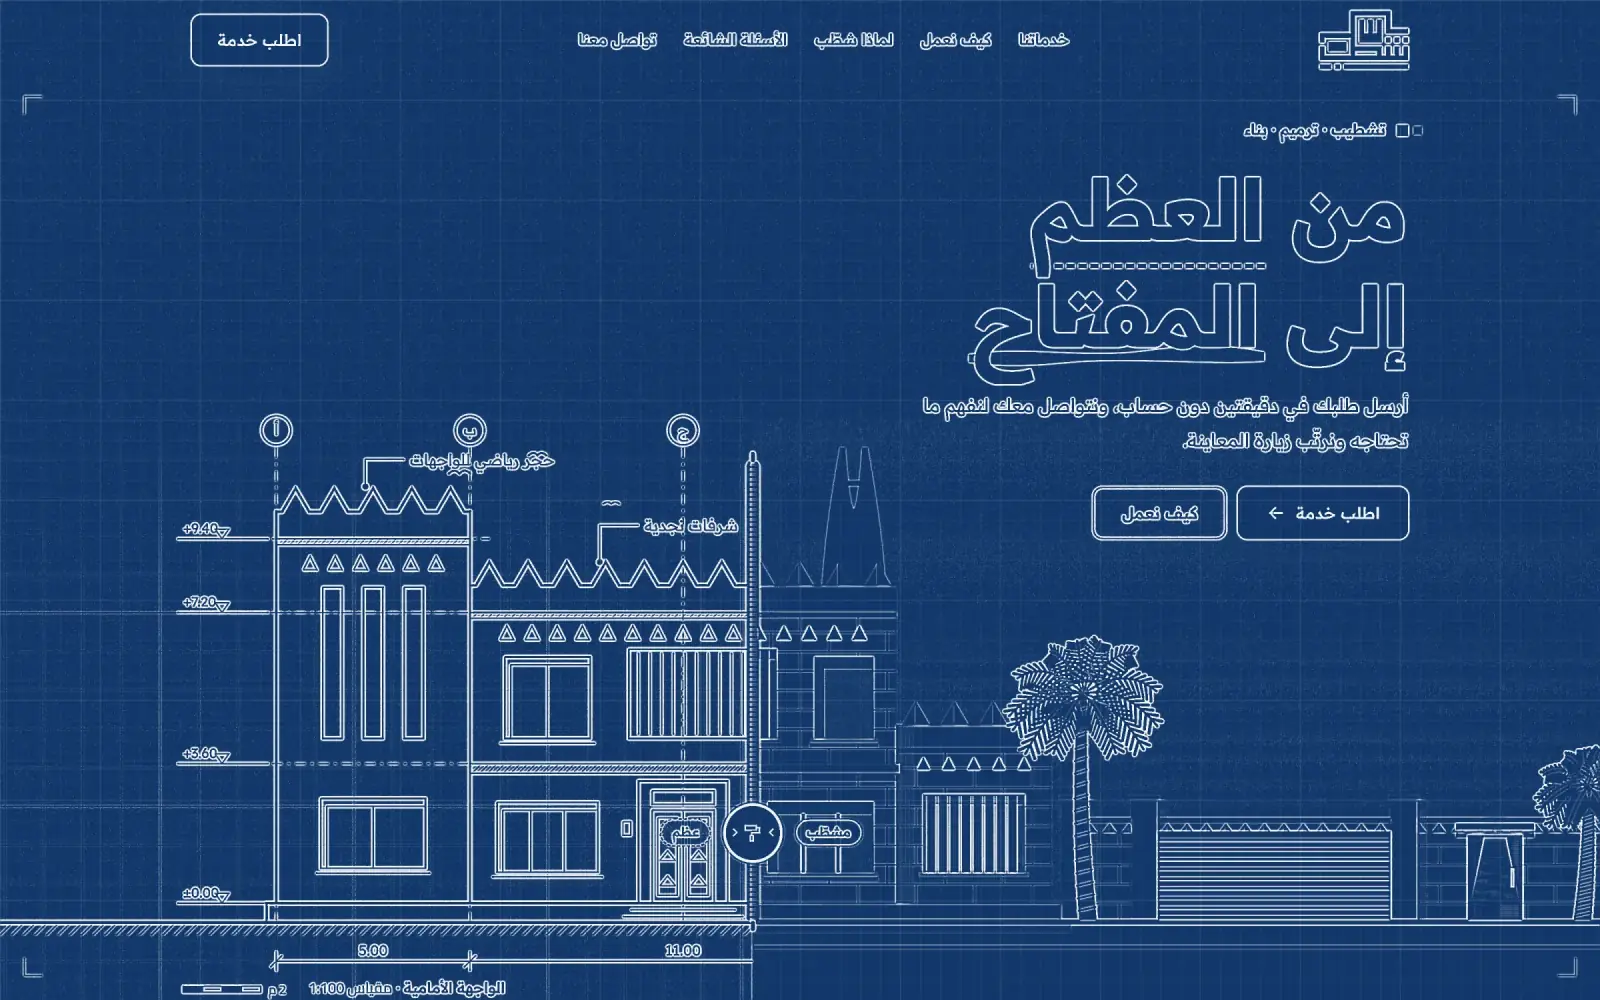 خدماتنا
كيف نعمل
لماذا شطّب
الأسئلة الشائعة
تواصل معنا
اطلب خدمة
تشطيب · ترميم · بناء
من العظم
إلى المفتاح
أرسل طلبك في دقيقتين دون حساب، ونتواصل معك لنفهم ما
تحتاجه ونرتّب زيارة المعاينة.
اطلب خدمة ←
كيف نعمل
أ
ب
ج
حجر رياضي للواجهات
شرفات نجدية
+9.40
+7.20
+3.60
±0.00
عظم
مشطّب
5.00
11.00
الواجهة الأمامية · مقياس 1:100
2 م